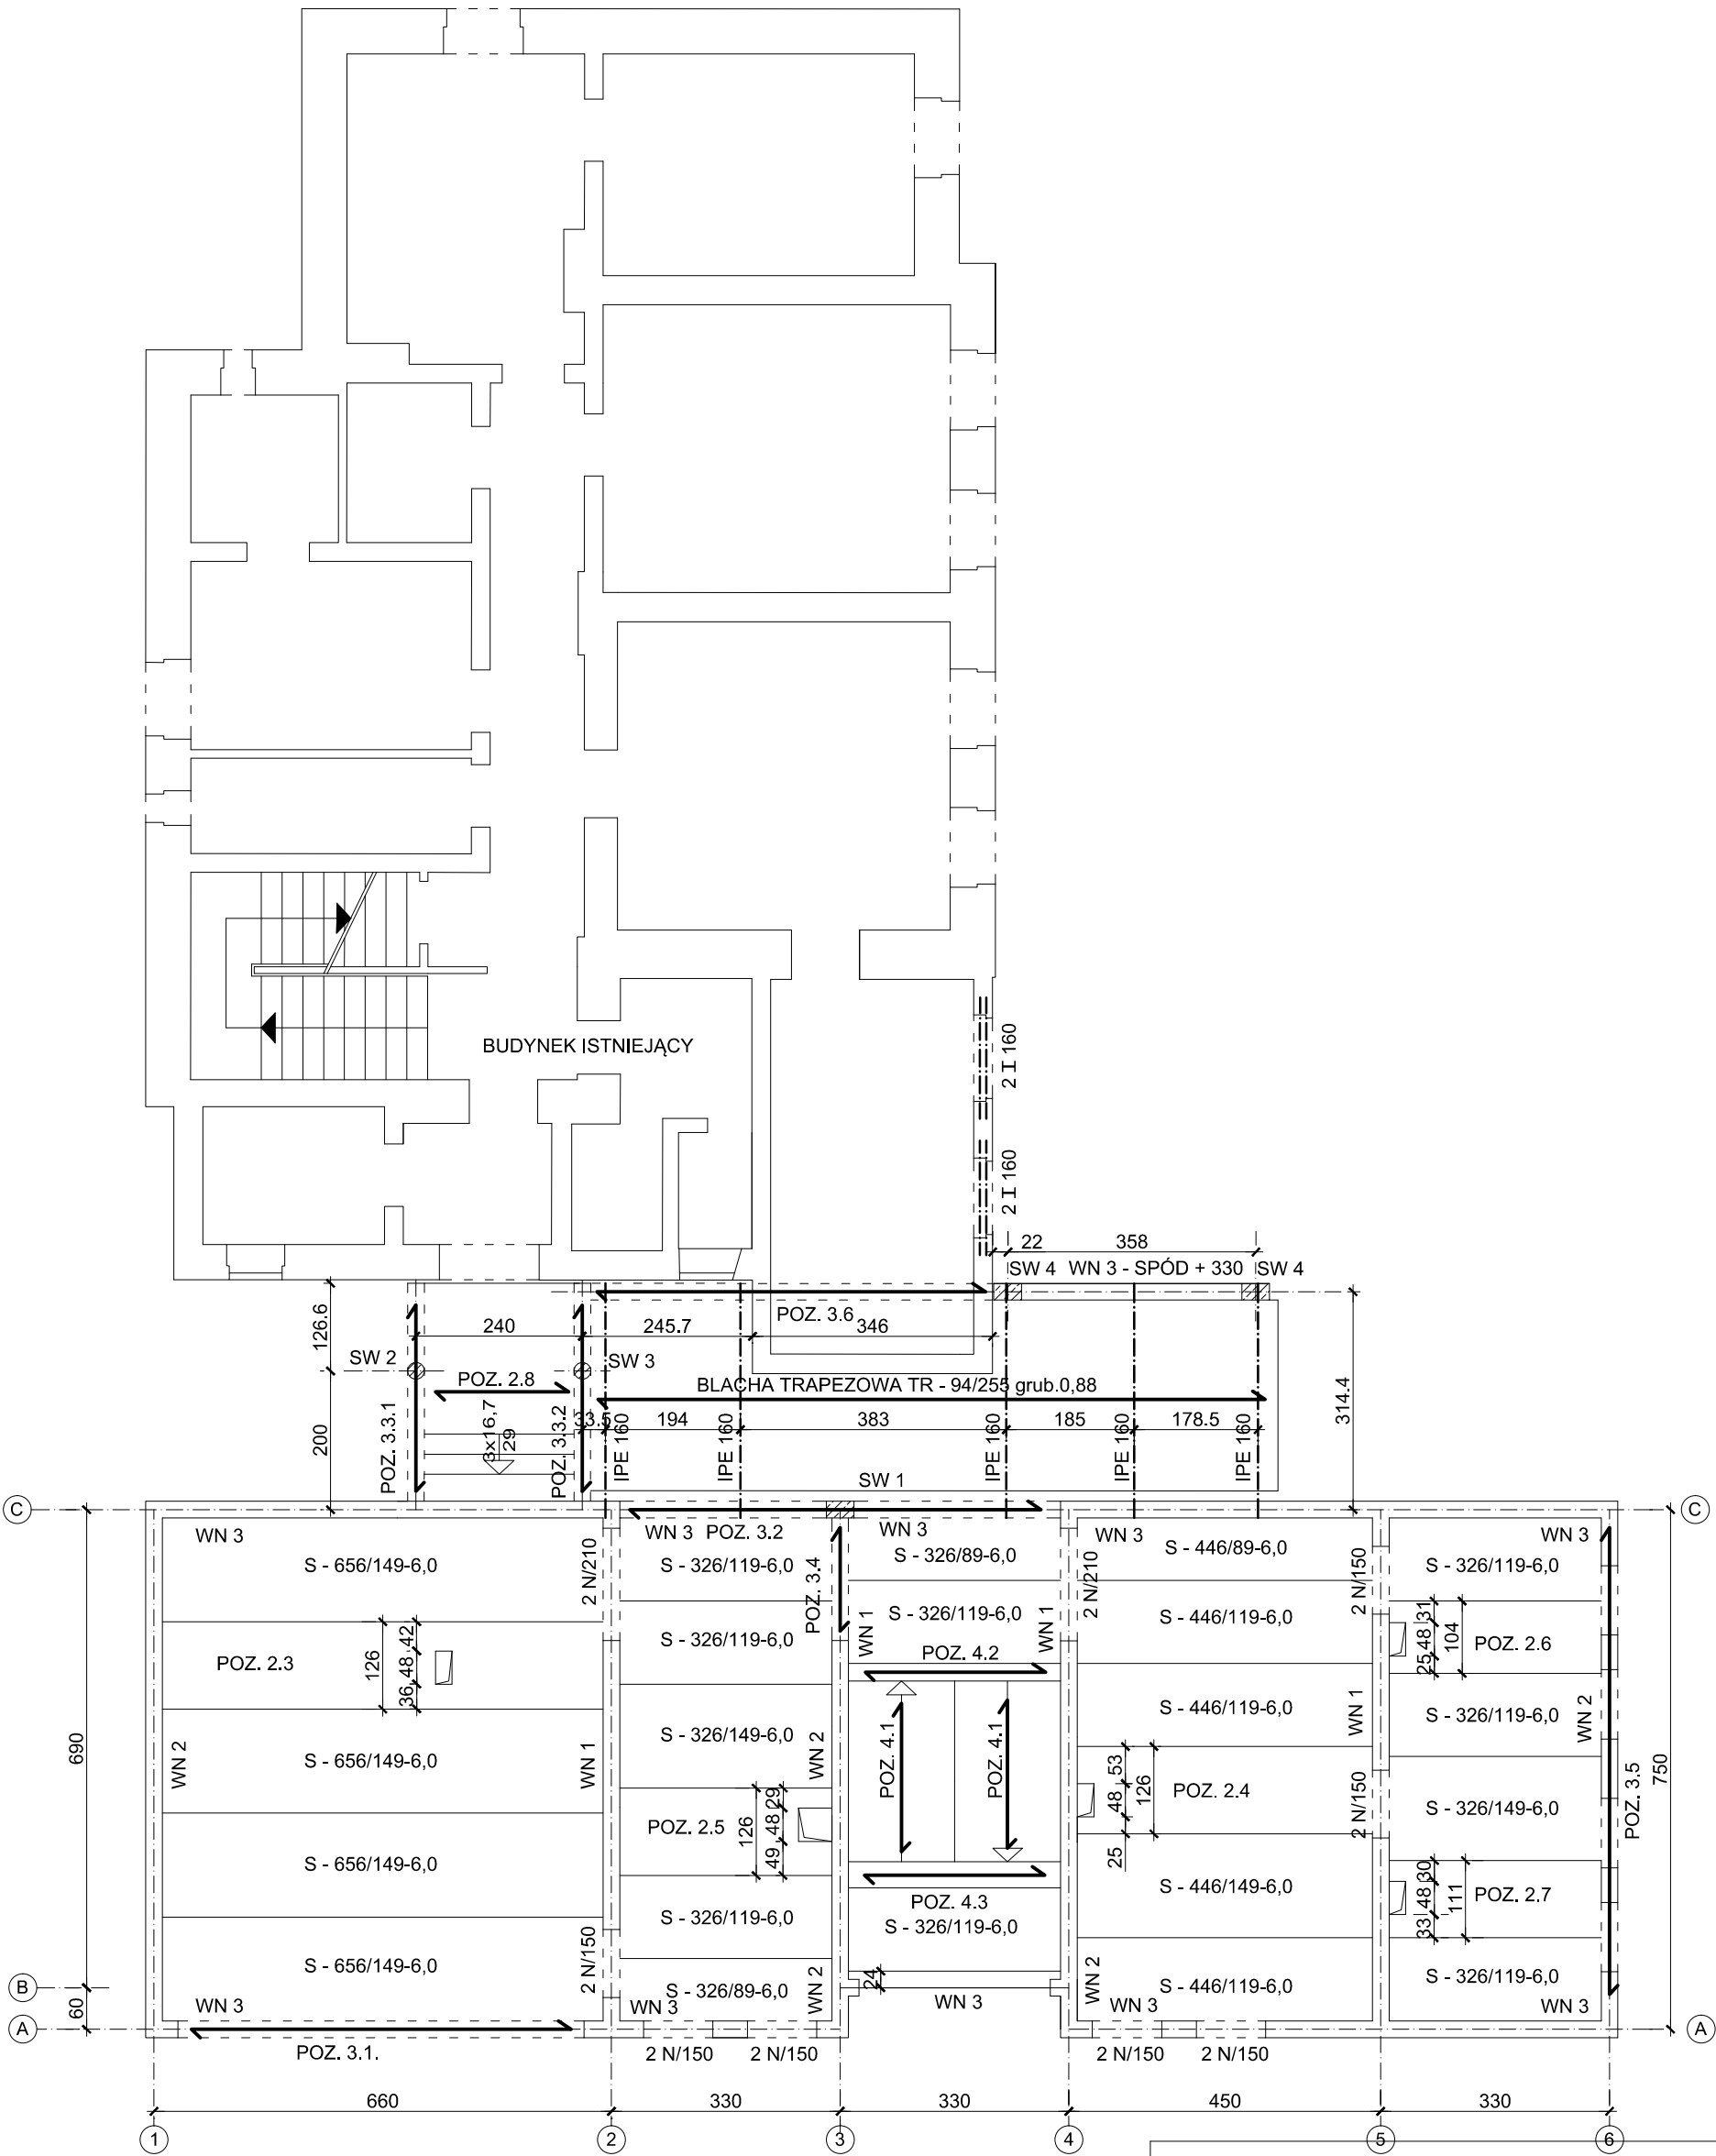 BUDYNEK ISTNIEJĄCY
2 I 160
2 I 160
22
358
SW 4
WN 3 - SPÓD + 330
SW 4
POZ. 3.6
126.6
240
245.7
346
SW 2
SW 3
POZ. 2.8
BLACHA TRAPEZOWA TR - 94/255 grub.0,88
314.4
200
POZ. 3.3.1
3x16,7
29
POZ. 3.3.2
33.5
194
383
185
178.5
IPE 160
IPE 160
IPE 160
IPE 160
IPE 160
SW 1
C
C
WN 3
WN 3
POZ. 3.2
WN 3
WN 3
WN 3
S - 656/149-6,0
2 N/210
S - 326/119-6,0
POZ. 3.4
S - 326/89-6,0
2 N/210
S - 446/89-6,0
2 N/150
S - 326/119-6,0
S - 326/119-6,0
S - 326/119-6,0
WN 1
WN 1
S - 446/119-6,0
POZ. 2.3
126
42
48
36
POZ. 4.2
31
48
25
104
POZ. 2.6
S - 326/149-6,0
S - 446/119-6,0
WN 1
S - 326/119-6,0
WN 2
690
WN 2
S - 656/149-6,0
WN 1
WN 2
POZ. 4.1
POZ. 4.1
53
48
25
126
POZ. 2.4
2 N/150
S - 326/149-6,0
POZ. 3.5
750
POZ. 2.5
126
29
48
49
S - 656/149-6,0
S - 446/149-6,0
30
48
33
111
POZ. 2.7
POZ. 4.3
S - 326/119-6,0
S - 326/119-6,0
S - 656/149-6,0
2 N/150
S - 326/89-6,0
WN 2
24
WN 2
S - 446/119-6,0
S - 326/119-6,0
B
60
WN 3
WN 3
WN 3
WN 3
WN 3
A
A
POZ. 3.1.
2 N/150
2 N/150
2 N/150
2 N/150
660
330
330
450
330
1
2
3
4
5
6